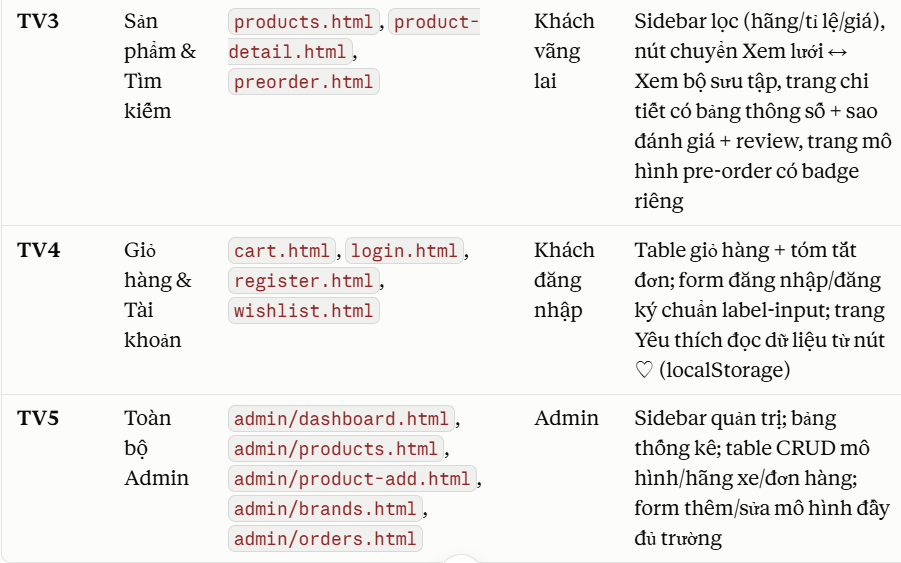 TV3
Sản
phẩm &
Tìm
kiếm
products.html, product-
detail.html,
preorder.html
Khách
vãng
lai
Sidebar lọc (hãng/tỉ lệ/giá),
nút chuyển Xem lưới ↔
Xem bộ sưu tập, trang chi
tiết có bảng thông số + sao
đánh giá + review, trang mô
hình pre-order có badge
riêng
TV4
Giỏ
hàng &
Tài
khoản
cart.html, login.html,
register.html,
wishlist.html
Khách
đăng
nhập
Table giỏ hàng + tóm tắt
đơn; form đăng nhập/đăng
ký chuẩn label-input; trang
Yêu thích đọc dữ liệu từ nút
♡ (localStorage)
TV5
Toàn
bộ
Admin
admin/dashboard.html,
admin/products.html,
admin/product-add.html,
admin/brands.html,
admin/orders.html
Admin
Sidebar quản trị; bảng
thống kê; table CRUD mô
hình/hãng xe/đơn hàng;
form thêm/sửa mô hình đầy
đủ trường